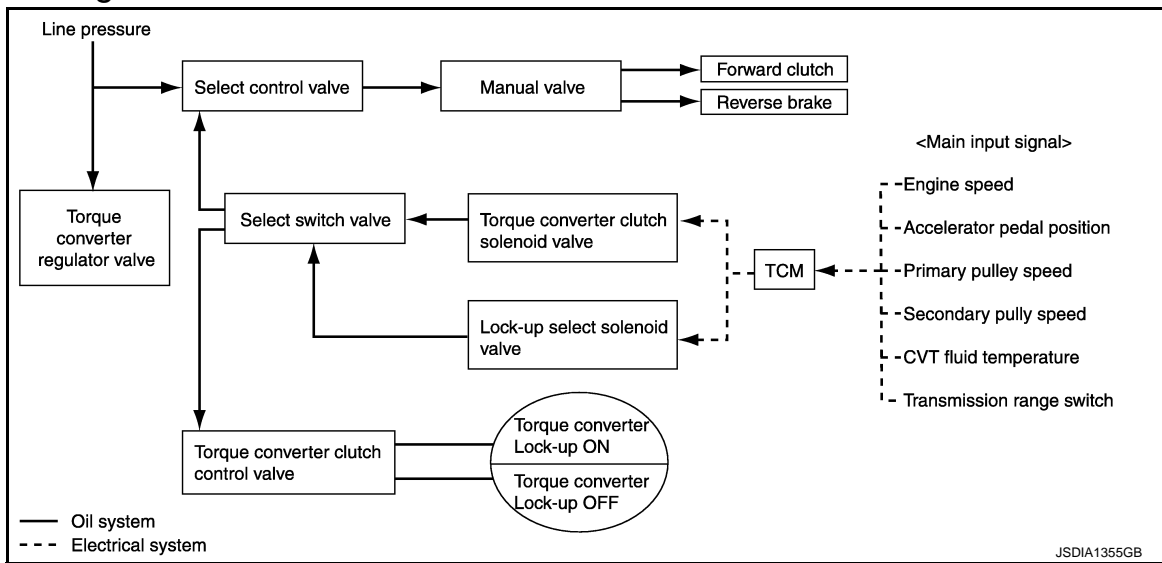 Line pressure
Select control valve
Manual valve
Forward clutch
Reverse brake
<Main input signal>
Torque
converter
regulator valve
Select switch valve
Torque converter clutch
solenoid valve
TCM
Engine speed
Accelerator pedal position
Primary pulley speed
Secondary pully speed
CVT fluid temperature
Transmission range switch
Lock-up select solenoid
valve
Torque converter clutch
control valve
Torque converter
Lock-up ON
Torque converter
Lock-up OFF
Oil system
Electrical system
JSDIA1355GB